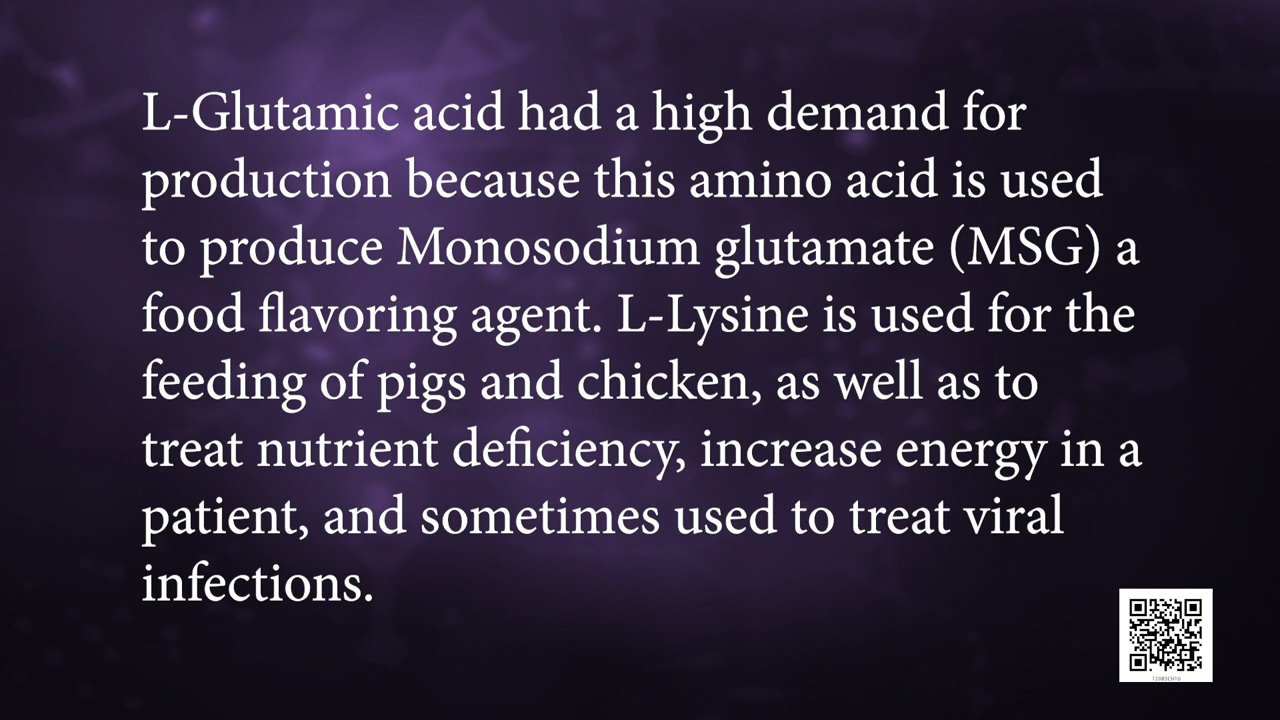 L-Glutamic acid had a high demand for
production because this amino acid is used
to produce Monosodium glutamate (MSG) a
food flavoring agent. L-Lysine is used for the
feeding of pigs and chicken, as well as to
treat nutrient deficiency, increase energy in a
patient, and sometimes used to treat viral
infections.